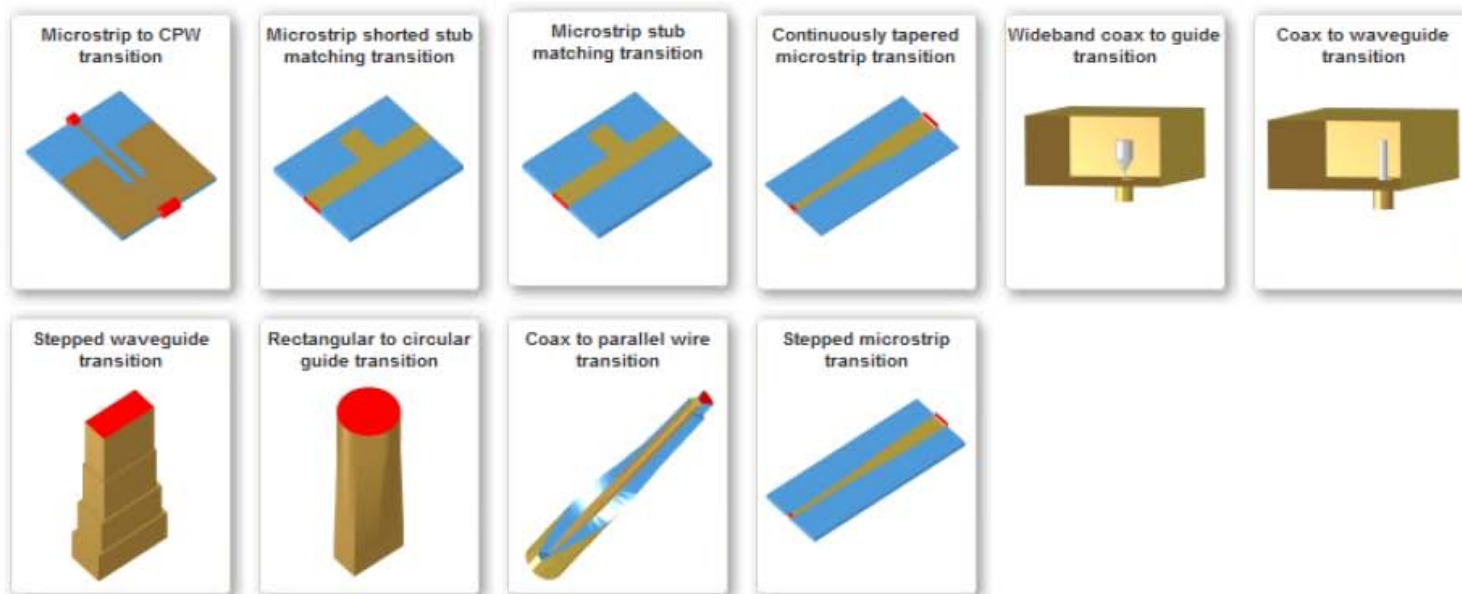 Microstrip to CPW
transition
Microstrip shorted stub
matching transition
Microstrip stub
matching transition
Continuously tapered
microstrip transition
Wideband coax to guide
transition
Coax to waveguide
transition
Stepped waveguide
transition
Rectangular to circular
guide transition
Coax to parallel wire
transition
Stepped microstrip
transition